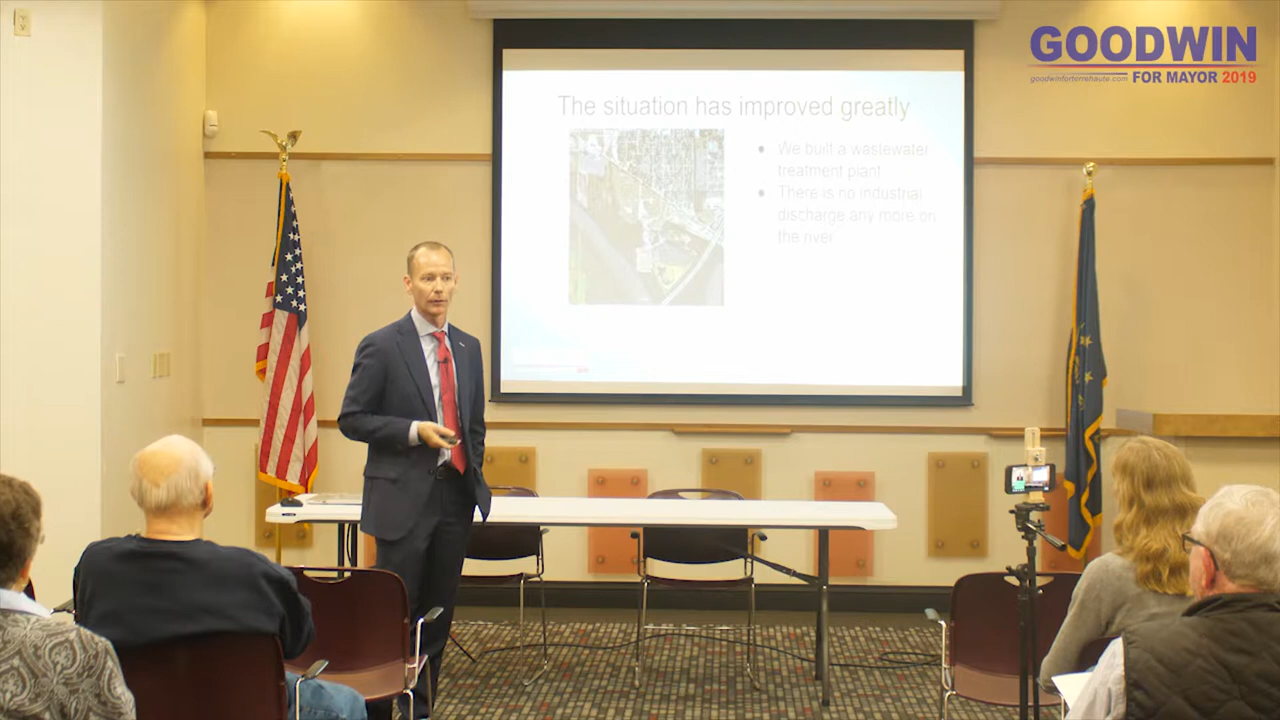 GOODWIN
goodwinforterrehaute.com FOR MAYOR 2019
The situation has improved greatly
● We built a wastewater
treatment plant
● There is no industrial
discharge any more on
the river